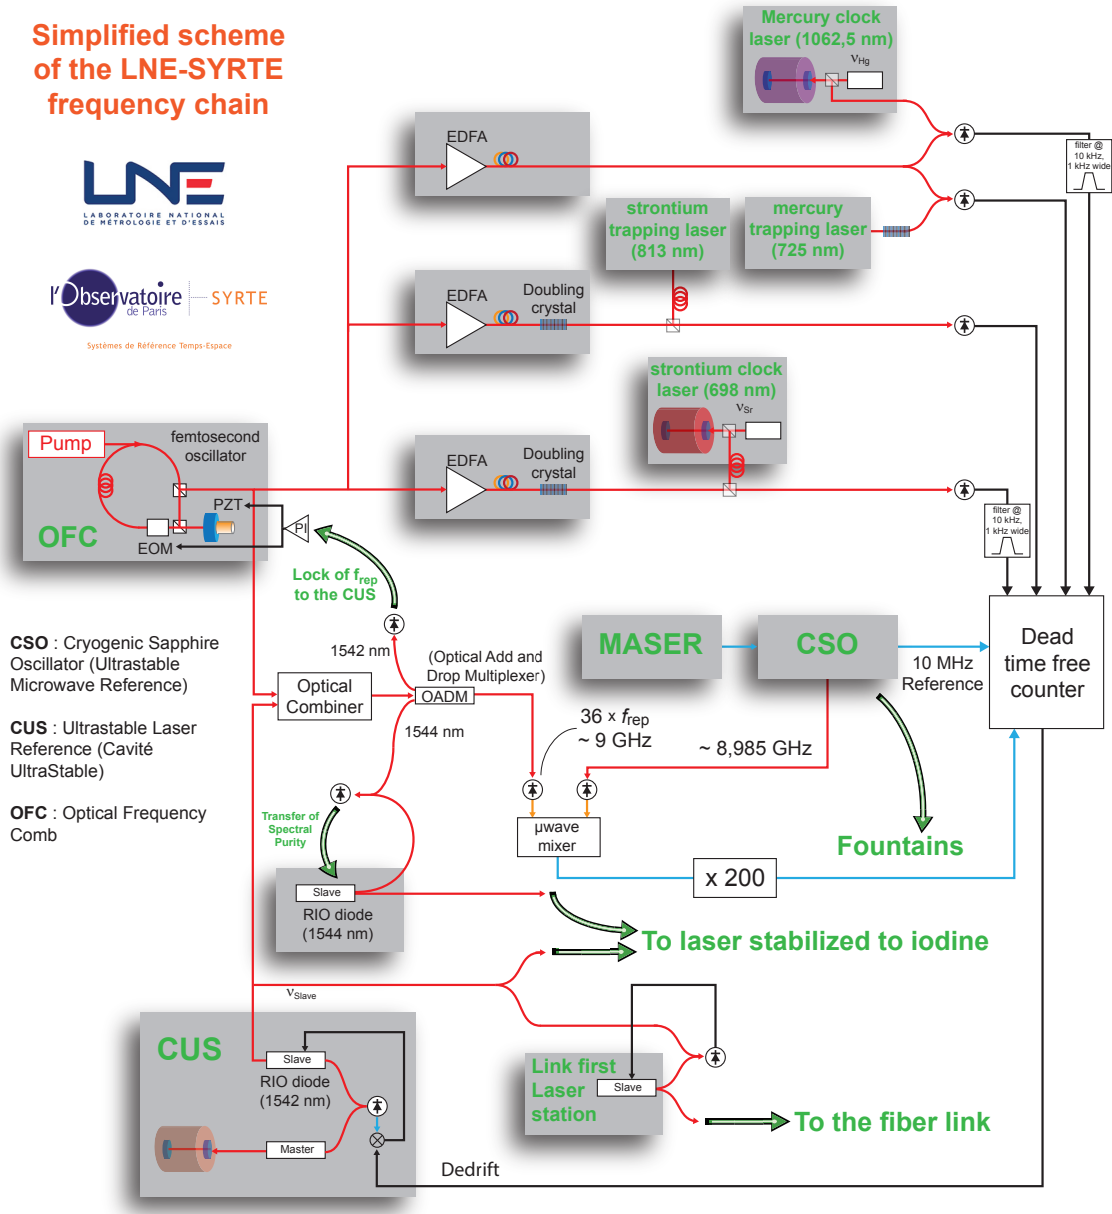 Simplified scheme
of the LNE-SYRTE
frequency chain
LNE
LABORATOIRE NATIONAL
DE MÉTROLOGIE ET D'ESSAIS
l'Observatoire
de Paris
SYRTE
Systèmes de Référence Temps-Espace
Mercury clock
laser (1062,5 nm)
νHg
filter @
10 kHz,
1 kHz wide
EDFA
strontium
trapping laser
(813 nm)
mercury
trapping laser
(725 nm)
EDFA
Doubling
crystal
strontium clock
laser (698 nm)
νSr
EDFA
Doubling
crystal
filter @
10 kHz,
1 kHz wide
Pump
femtosecond
oscillator
PZT
PI
OFC
EOM
Lock of frep
to the CUS
CSO : Cryogenic Sapphire
Oscillator (Ultrastable
Microwave Reference)
CUS : Ultrastable Laser
Reference (Cavité
UltraStable)
OFC : Optical Frequency
Comb
1542 nm
(Optical Add and
Drop Multiplexer)
Optical
Combiner
OADM
1544 nm
MASER
CSO
10 MHz
Reference
Dead
time free
counter
36 x frep
~ 9 GHz
~ 8,985 GHz
µwave
mixer
x 200
Fountains
Transfer of
Spectral
Purity
Slave
RIO diode
(1544 nm)
To laser stabilized to iodine
νSlave
CUS
Slave
RIO diode
(1542 nm)
Master
Link first
Laser
station
Slave
To the fiber link
Dedrift